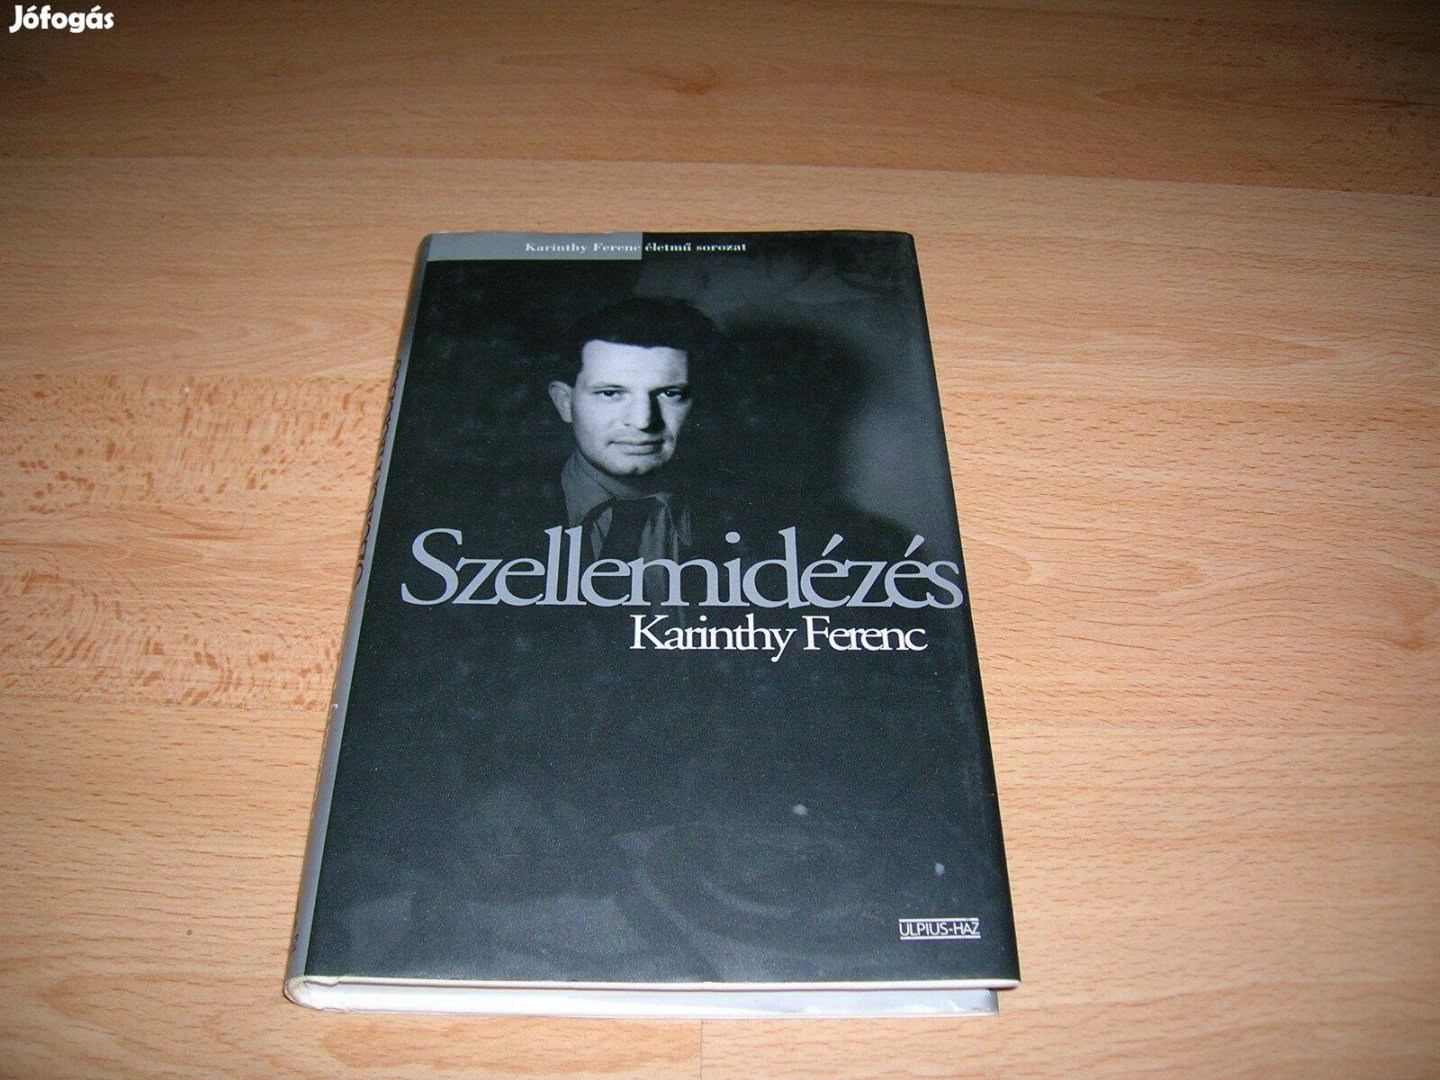 Jófogás
Karinthy Ferenc életmű sorozat
Szellemidézés
Karinthy Ferenc
ULPIUS-HÁZ